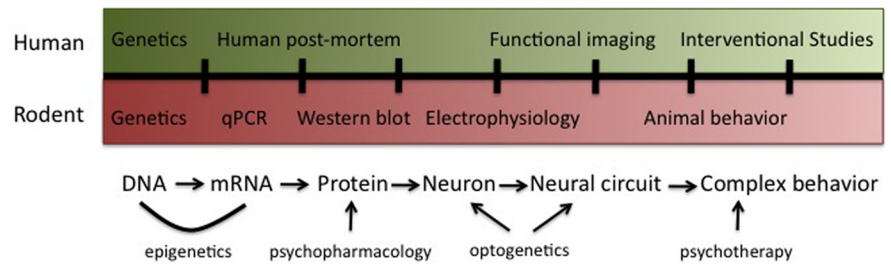 Human Genetics Human post-mortem Functional imaging Interventional Studies
Rodent Genetics qPCR Western blot Electrophysiology Animal behavior
DNA → mRNA → Protein → Neuron → Neural circuit → Complex behavior
epigenetics psychopharmacology optogenetics psychotherapy